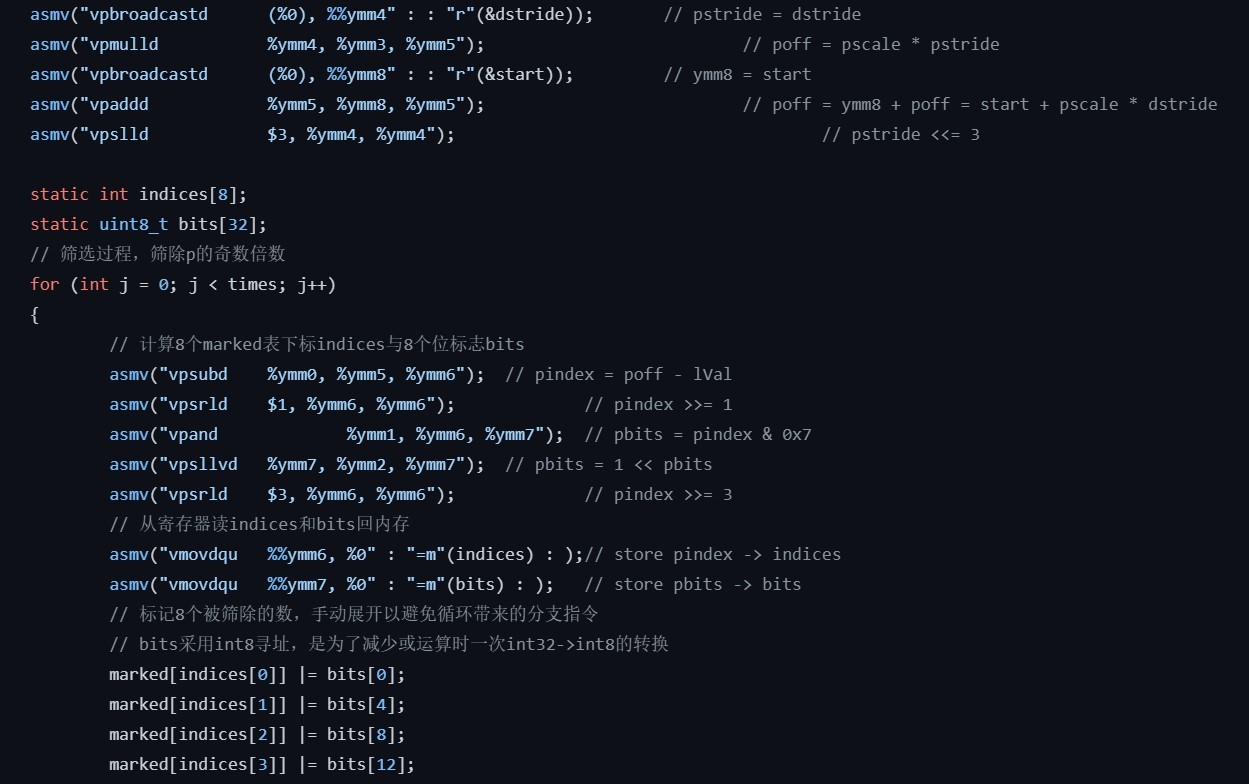 asmv("vpbroadcastd      (%0), %%ymm4" : : "r"(&dstride));       // pstride = dstride
asmv("vpmulld           %ymm4, %ymm3, %ymm5");                          // poff = pscale * pstride
asmv("vpbroadcastd      (%0), %%ymm8" : : "r"(&start));         // ymm8 = start
asmv("vpaddd            %ymm5, %ymm8, %ymm5");                          // poff = ymm8 + poff = start + pscale * dstride
asmv("vpslld            $3, %ymm4, %ymm4");                                     // pstride <<= 3
static int indices[8];
static uint8_t bits[32];
// 筛选过程，筛除p的奇数倍数
for (int j = 0; j < times; j++)
{
        // 计算8个marked表下标indices与8个位标志bits
        asmv("vpsubd    %ymm0, %ymm5, %ymm6");  // pindex = poff - lVal
        asmv("vpsrld    $1, %ymm6, %ymm6");             // pindex >>= 1
        asmv("vpand             %ymm1, %ymm6, %ymm7");  // pbits = pindex & 0x7
        asmv("vpsllvd   %ymm7, %ymm2, %ymm7");  // pbits = 1 << pbits
        asmv("vpsrld    $3, %ymm6, %ymm6");             // pindex >>= 3
        // 从寄存器读indices和bits回内存
        asmv("vmovdqu   %%ymm6, %0" : "=m"(indices) : );// store pindex -> indices
        asmv("vmovdqu   %%ymm7, %0" : "=m"(bits) : );   // store pbits -> bits
        // 标记8个被筛除的数，手动展开以避免循环带来的分支指令
        // bits采用int8寻址，是为了减少或运算时一次int32->int8的转换
        marked[indices[0]] |= bits[0];
        marked[indices[1]] |= bits[4];
        marked[indices[2]] |= bits[8];
        marked[indices[3]] |= bits[12];